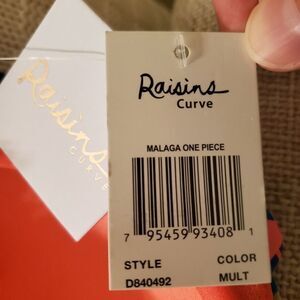 Raisins
CURVE
Raisins
Curve
MALAGA ONE PIECE
7 95459 93408 1
STYLE COLOR
D840492 MULT